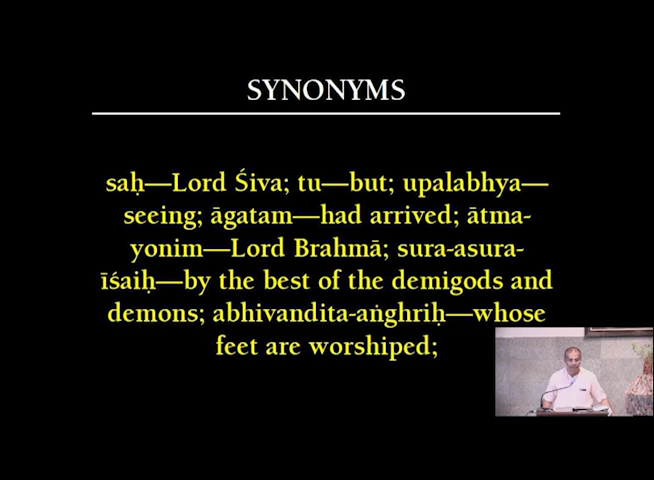 SYNONYMS
saḥ—Lord Śiva; tu—but; upalabhya—
seeing; āgatam—had arrived; ātma-
yonim—Lord Brahmā; sura-asura-
īśaiḥ—by the best of the demigods and
demons; abhivandita-aṅghriḥ—whose
feet are worshiped;